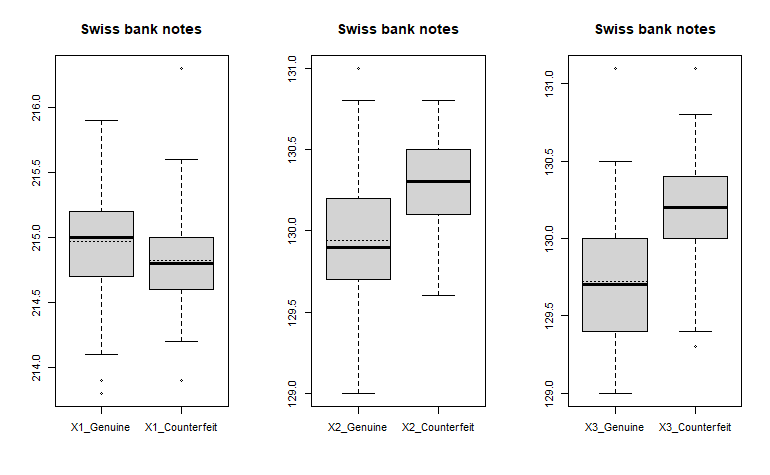 Swiss bank notes
216.0
215.5
215.0
214.5
214.0
X1_Genuine X1_Counterfeit
Swiss bank notes
131.0
130.5
130.0
129.5
129.0
X2_Genuine X2_Counterfeit
Swiss bank notes
131.0
130.5
130.0
129.5
129.0
X3_Genuine X3_Counterfeit